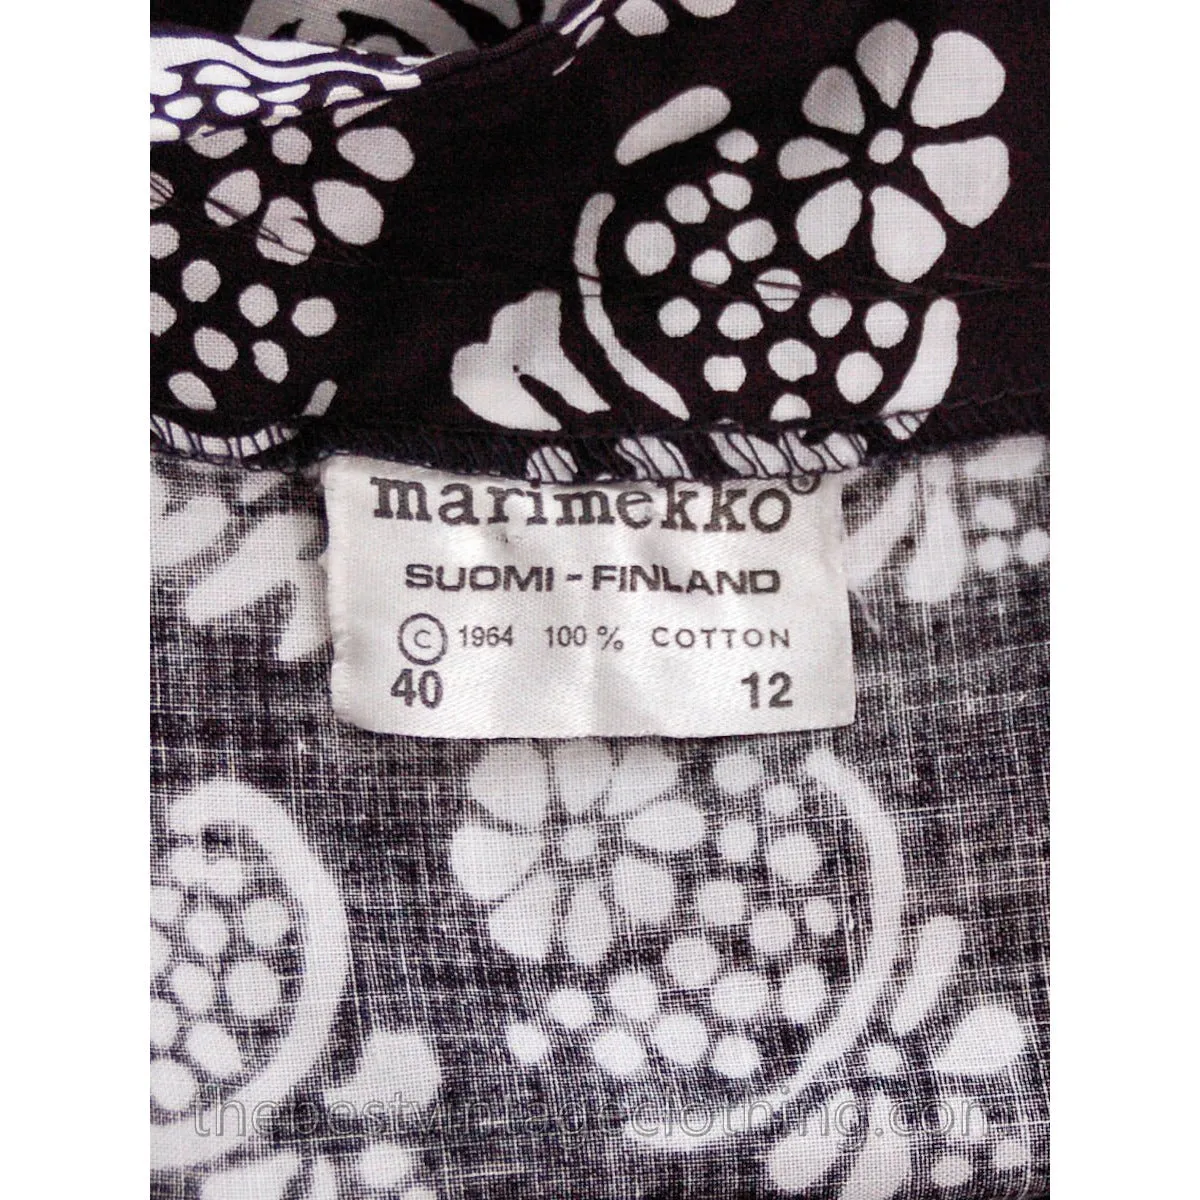 marimekko®
SUOMI - FINLAND
© 1964 100 % COTTON
40 12
thebestvintageclothing.com